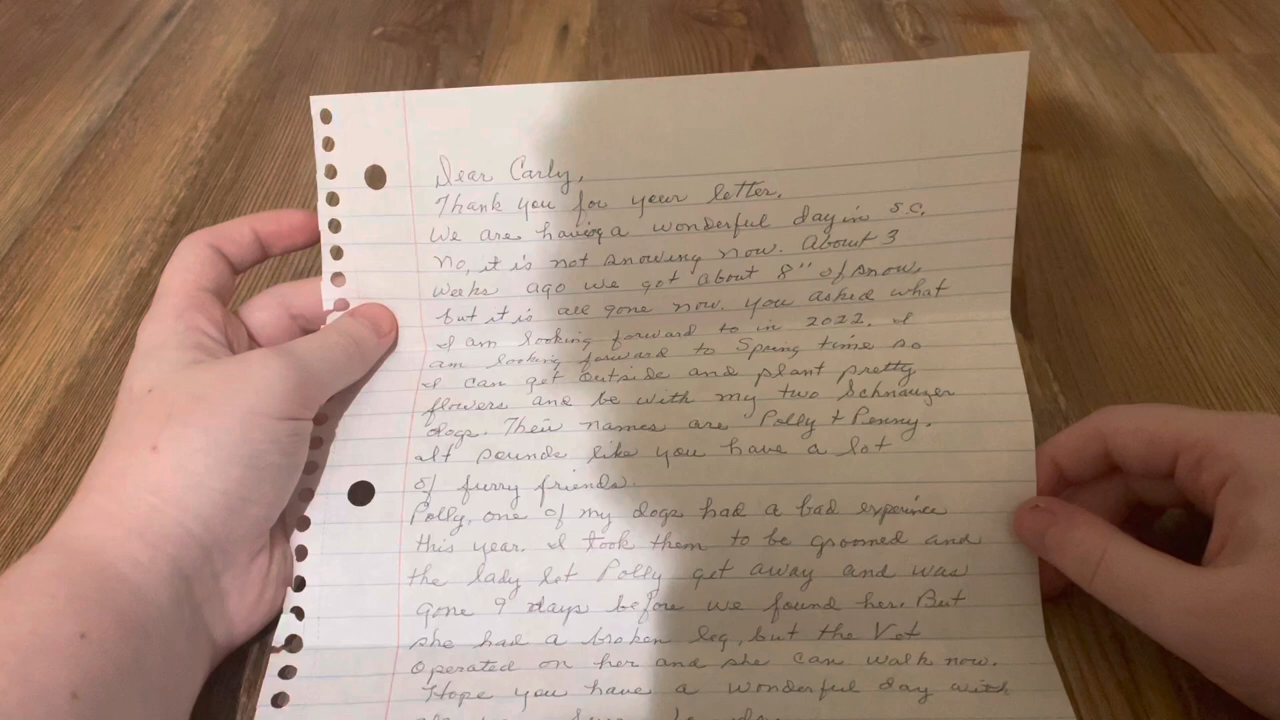 Dear Carly,
Thank you for your letter.
We are having a wonderful day in S.C.
No, it is not snowing now. About 3
weeks ago we got about 8" of snow,
but it is all gone now. You asked what
I am looking forward to in 2022. I
am looking forward to Spring time so
I can get outside and plant pretty
flowers and be with my two Schnauzer
dogs. Their names are Polly & Penny.
It sounds like you have a lot
of furry friends.
Polly, one of my dogs had a bad experince
this year. I took them to be groomed and
the lady let Polly get away and was
gone 9 days before we found her. But
she had a broken leg, but the Vet
operated on her and she can walk now.
Hope you have a wonderful day with